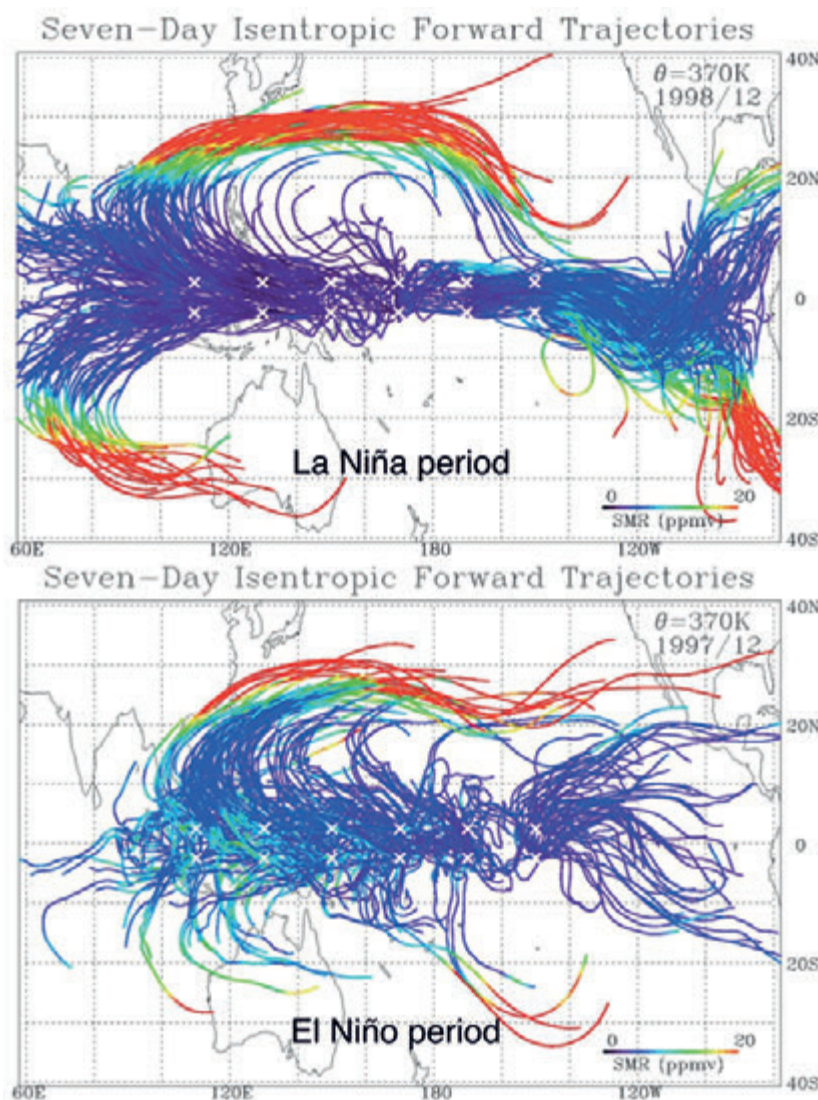 Seven-Day Isentropic Forward Trajectories
40N
θ=370K
1998/12
20N
0
20S
La Niña period
0 20
SMR (ppmv)
40S
60E 120E 180 120W
Seven-Day Isentropic Forward Trajectories
40N
θ=370K
1997/12
20N
0
20S
El Niño period
0 20
SMR (ppmv)
40S
60E 120E 180 120W